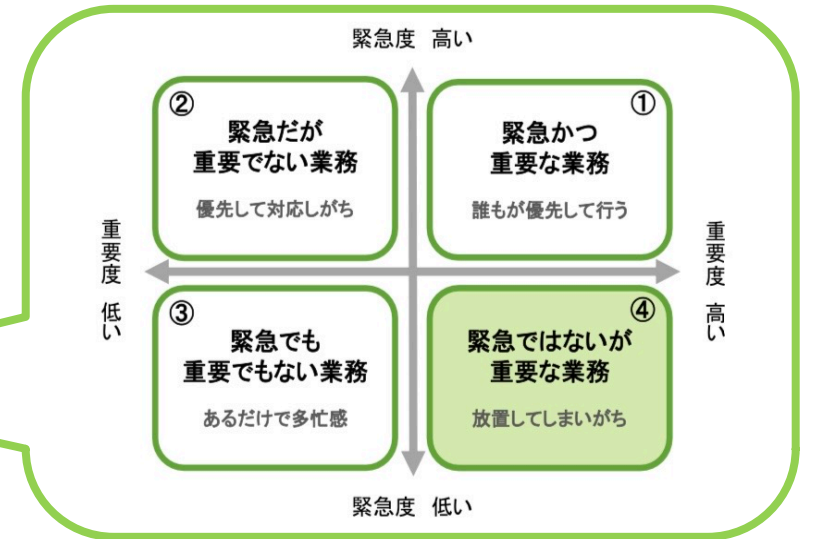 緊急度 高い
②
緊急だが
重要でない業務
優先して対応しがち
①
緊急かつ
重要な業務
誰もが優先して行う
重要度 低い
重要度 高い
③
緊急でも
重要でもない業務
あるだけで多忙感
④
緊急ではないが
重要な業務
放置してしまいがち
緊急度 低い